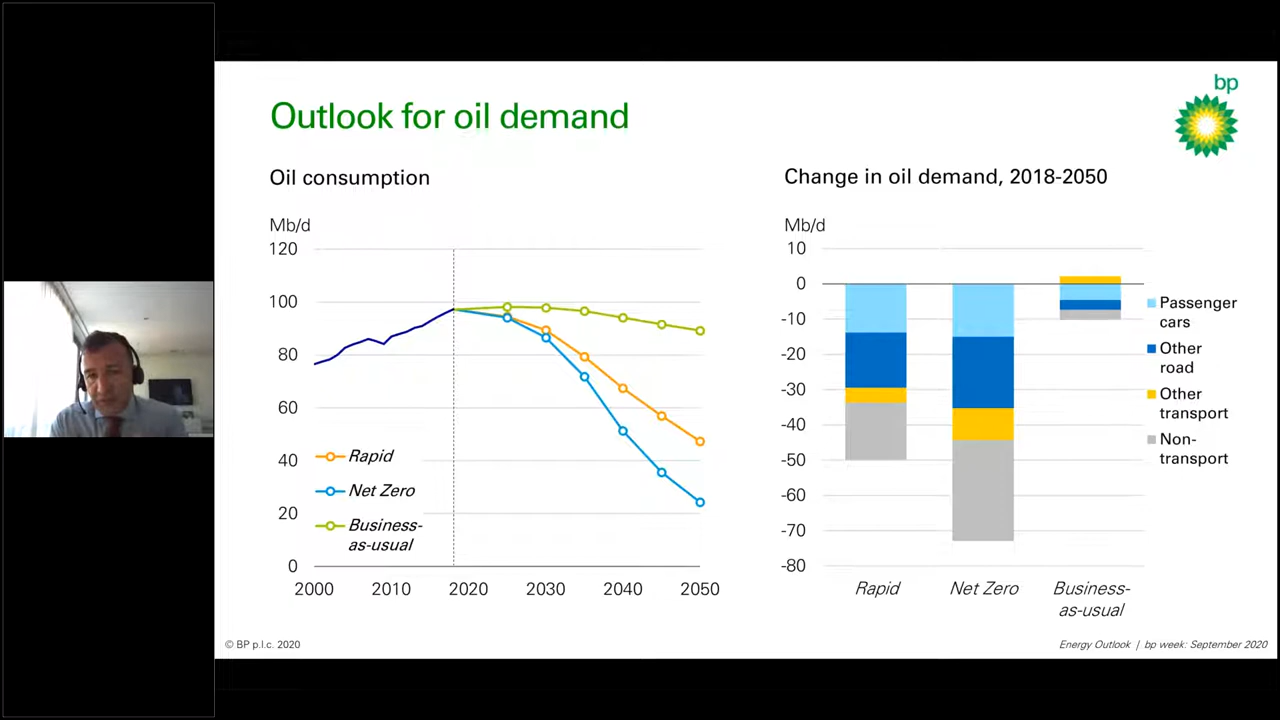 bp
Outlook for oil demand
Oil consumption
Mb/d
120
100
80
60
40
20
0
2000
2010
2020
2030
2040
2050
Rapid
Net Zero
Business-
as-usual
Change in oil demand, 2018-2050
Mb/d
10
0
-10
-20
-30
-40
-50
-60
-70
-80
Rapid
Net Zero
Business-
as-usual
Passenger
cars
Other
road
Other
transport
Non-
transport
© BP p.l.c. 2020
Energy Outlook | bp week: September 2020